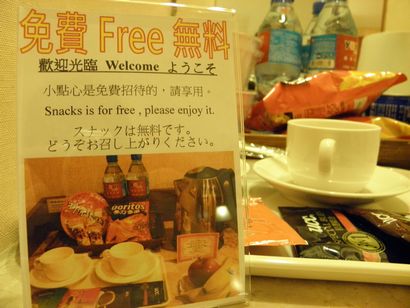 免費 Free 無料
歡迎光臨 Welcome ようこそ
小點心是免費招待的，請享用。
Snacks is for free , please enjoy it.
スナックは無料です。
どうぞお召し上がりください。
Doritos